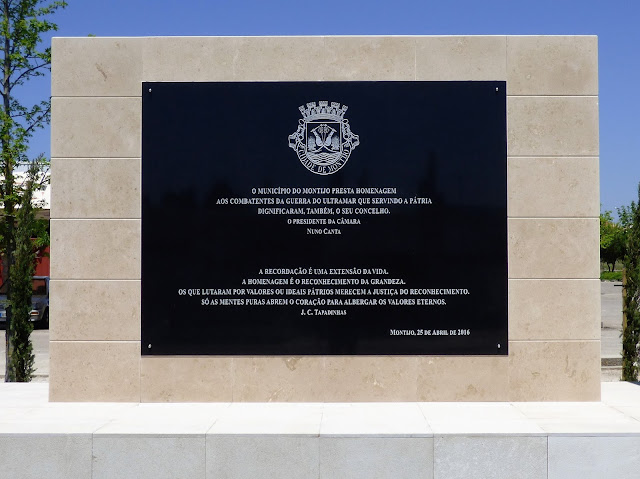 CIDADE DE MONTIJO
O MUNICÍPIO DO MONTIJO PRESTA HOMENAGEM
AOS COMBATENTES DA GUERRA DO ULTRAMAR QUE SERVINDO A PÁTRIA
DIGNIFICARAM, TAMBÉM, O SEU CONCELHO.
O PRESIDENTE DA CÂMARA
NUNO CANTA
A RECORDAÇÃO É UMA EXTENSÃO DA VIDA.
A HOMENAGEM É O RECONHECIMENTO DA GRANDEZA.
OS QUE LUTARAM POR VALORES OU IDEAIS PÁTRIOS MERECEM A JUSTIÇA DO RECONHECIMENTO.
SÓ AS MENTES PURAS ABREM O CORAÇÃO PARA ALBERGAR OS VALORES ETERNOS.
J. C. TAPADINHAS
MONTIJO, 25 DE ABRIL DE 2016